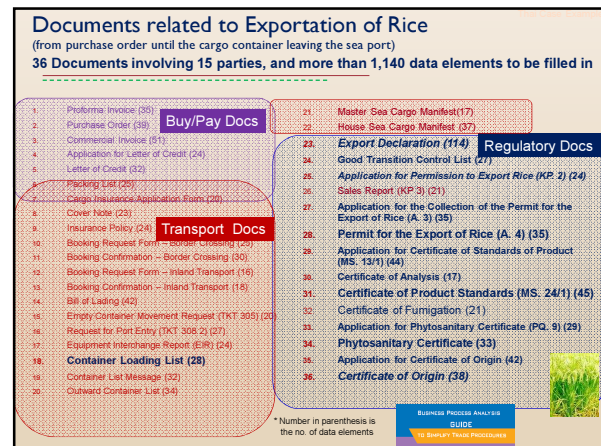 Documents related to Exportation of Rice
(from purchase order until the cargo container leaving the sea port)
36 Documents involving 15 parties, and more than 1,140 data elements to be filled in
1. Proforma Invoice (35)
2. Purchase Order (39)
3. Commercial Invoice (51)
4. Application for Letter of Credit (24)
5. Letter of Credit (32)
6. Packing List (25)
Buy/Pay Docs
7. Cargo Insurance Application Form (20)
8. Cover Note (23)
9. Insurance Policy (24)
Transport Docs
10. Booking Request Form – Border Crossing (25)
11. Booking Confirmation – Border Crossing (30)
12. Booking Request Form – Inland Transport (16)
13. Booking Confirmation – Inland Transport (18)
14. Bill of Lading (42)
15. Empty Container Movement Request (TKT 305) (20)
16. Request for Port Entry (TKT 308 2) (27)
17. Equipment Interchange Report (EIR) (24)
18. Container Loading List (28)
19. Container List Message (32)
20. Outward Container List (34)
21. Master Sea Cargo Manifest(17)
22. House Sea Cargo Manifest (37)
23. Export Declaration (114)
Regulatory Docs
24. Good Transition Control List (27)
25. Application for Permission to Export Rice (KP. 2) (24)
26. Sales Report (KP 3) (21)
27. Application for the Collection of the Permit for the
Export of Rice (A. 3) (35)
28. Permit for the Export of Rice (A. 4) (35)
29. Application for Certificate of Standards of Product
(MS. 13/1) (44)
30. Certificate of Analysis (17)
31. Certificate of Product Standards (MS. 24/1) (45)
32 Certificate of Fumigation (21)
33. Application for Phytosanitary Certificate (PQ. 9) (29)
34. Phytosanitary Certificate (33)
35. Application for Certificate of Origin (42)
36. Certificate of Origin (38)
* Number in parenthesis is
the no. of data elements
BUSINESS PROCESS ANALYSIS
GUIDE
TO SIMPLIFY TRADE PROCEDURES